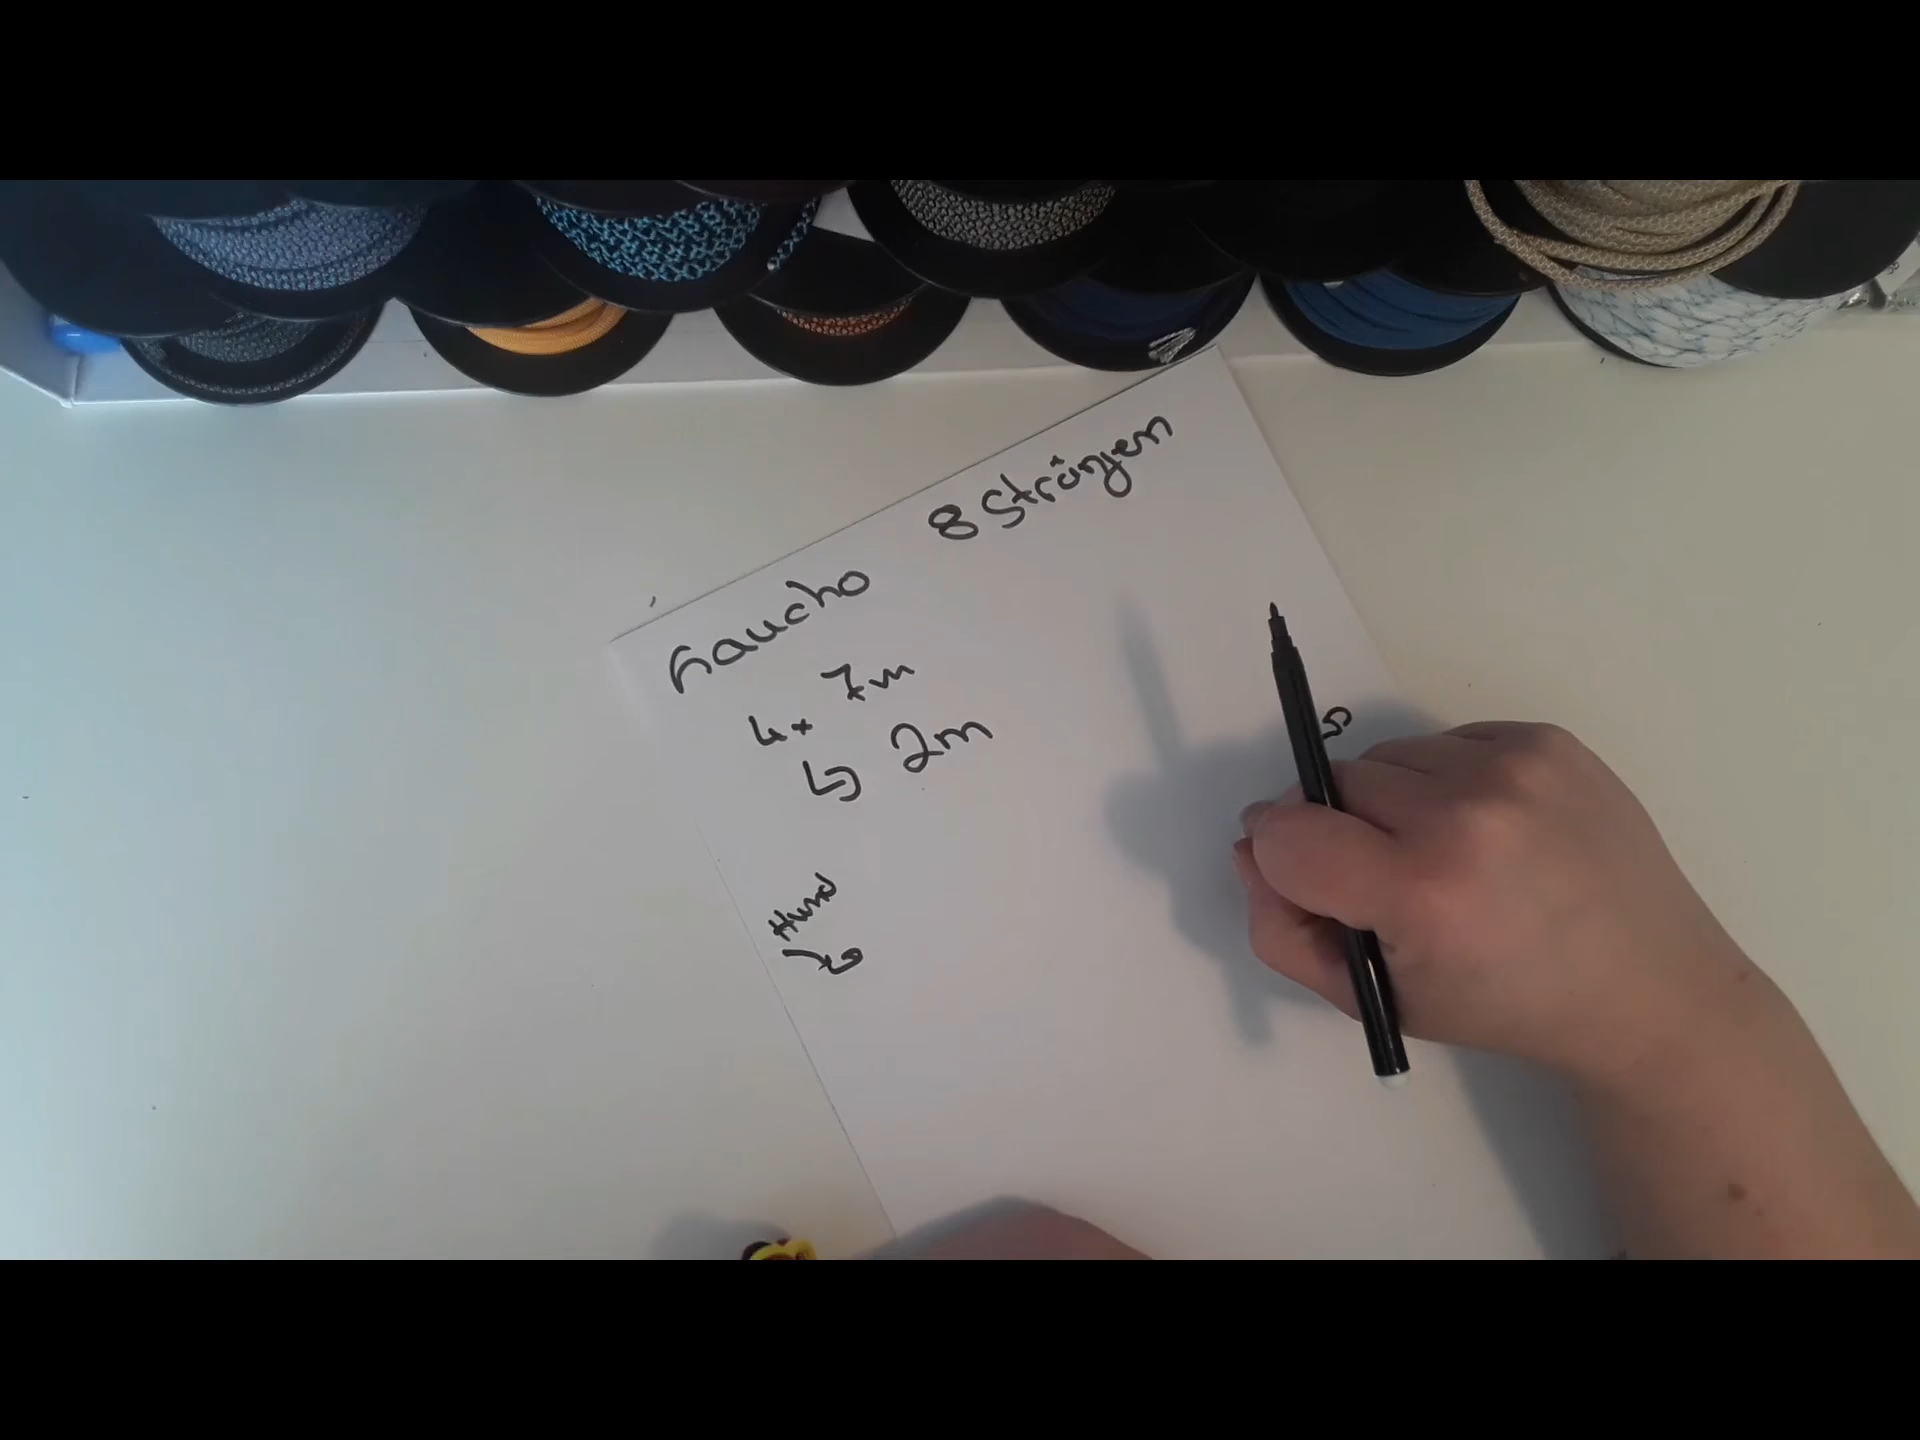 8 Strängen
Gaucho
4x 7m
↳ 2m
Hund